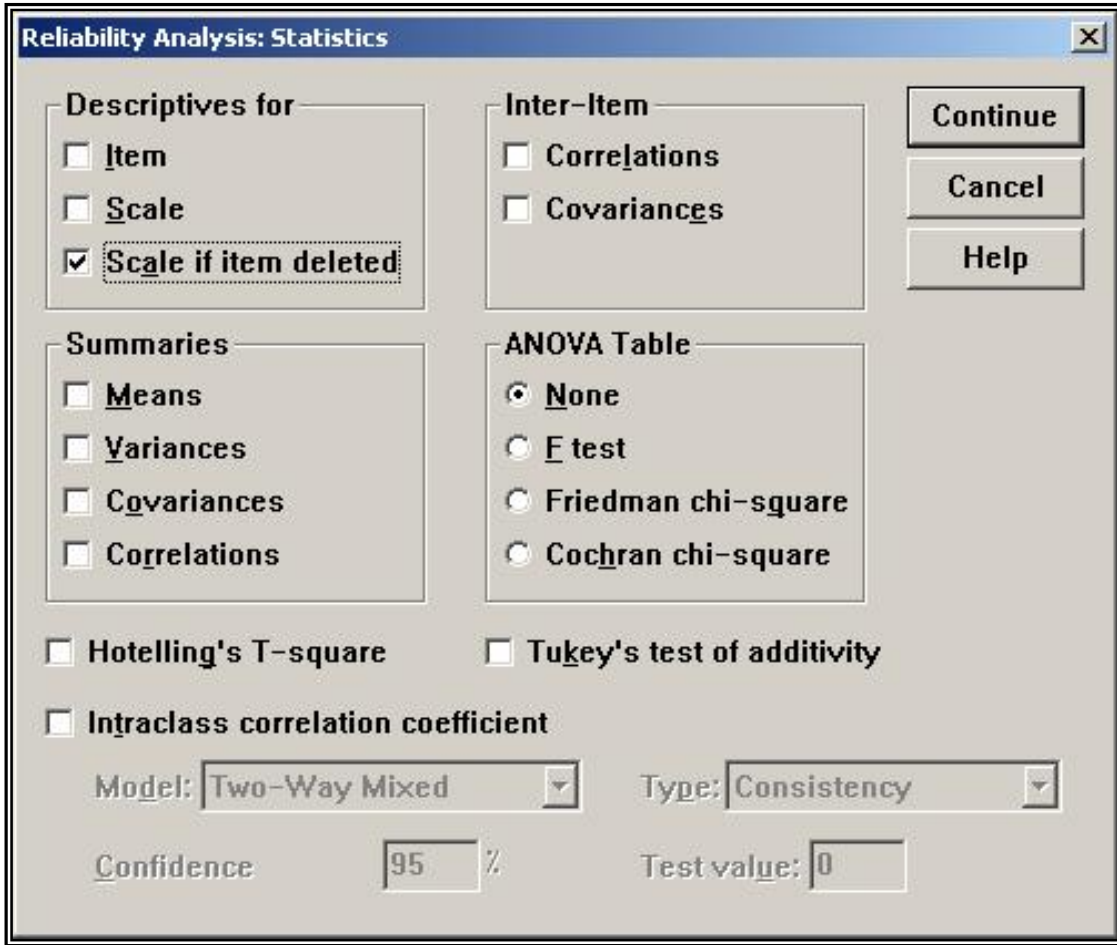 Reliability Analysis: Statistics
Descriptives for
Item
Scale
Scale if item deleted
Inter-Item
Correlations
Covariances
Continue
Cancel
Help
Summaries
Means
Variances
Covariances
Correlations
ANOVA Table
None
F test
Friedman chi-square
Cochran chi-square
Hotelling's T-square
Tukey's test of additivity
Intraclass correlation coefficient
Model: Two-Way Mixed
Type: Consistency
Confidence 95 %
Test value: 0